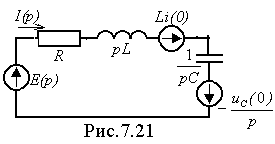 I(p)
Li(0)
R
pL
1
pC
E(p)
- u_C(0)
p
Рис.7.21